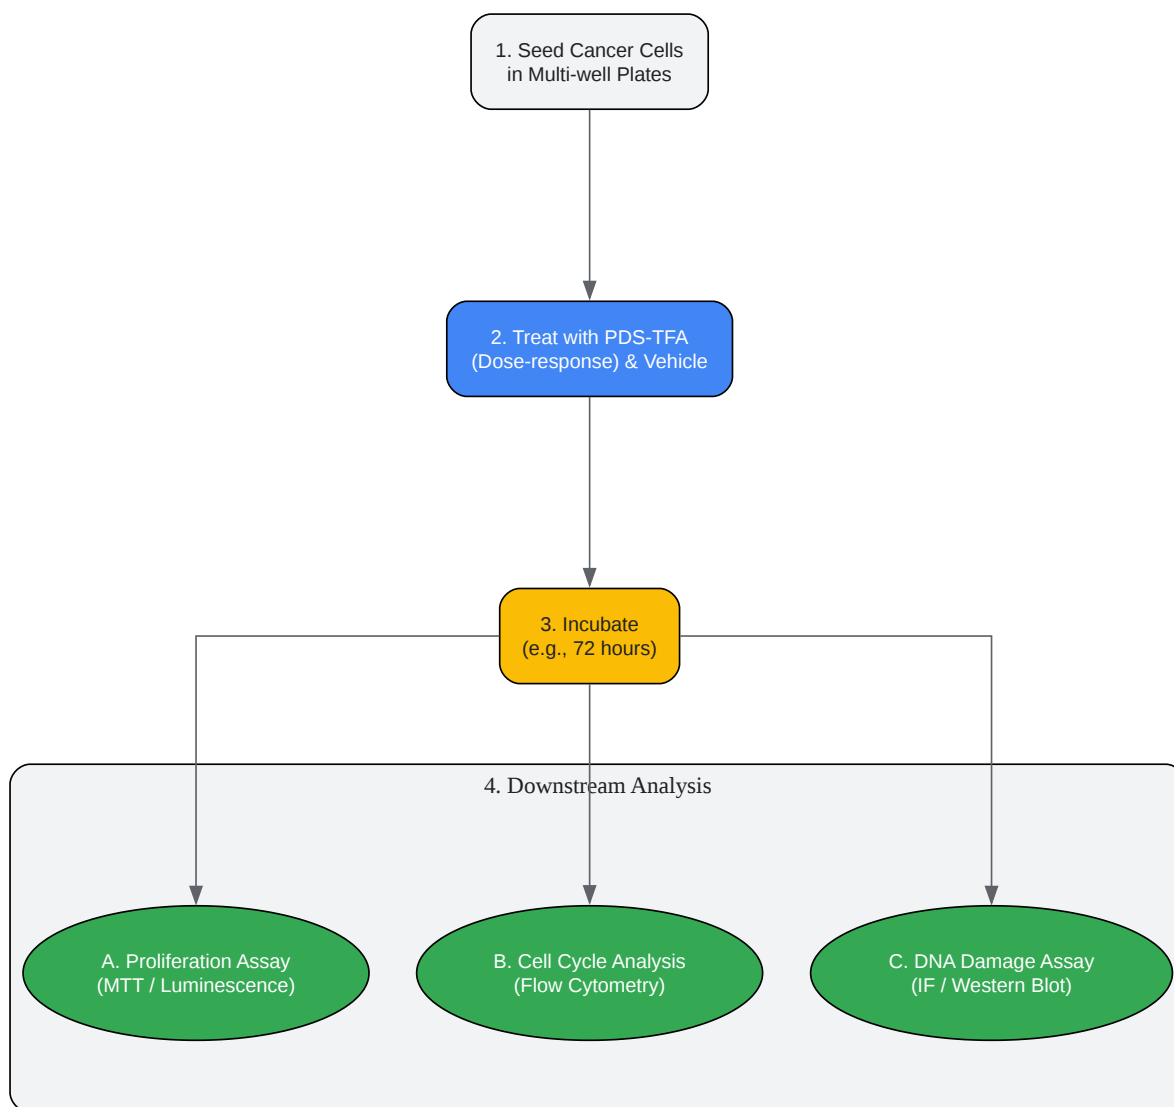 1. Seed Cancer Cells
in Multi-well Plates
2. Treat with PDS-TFA
(Dose-response) & Vehicle
3. Incubate
(e.g., 72 hours)
4. Downstream Analysis
A. Proliferation Assay
(MTT / Luminescence)
B. Cell Cycle Analysis
(Flow Cytometry)
C. DNA Damage Assay
(IF / Western Blot)